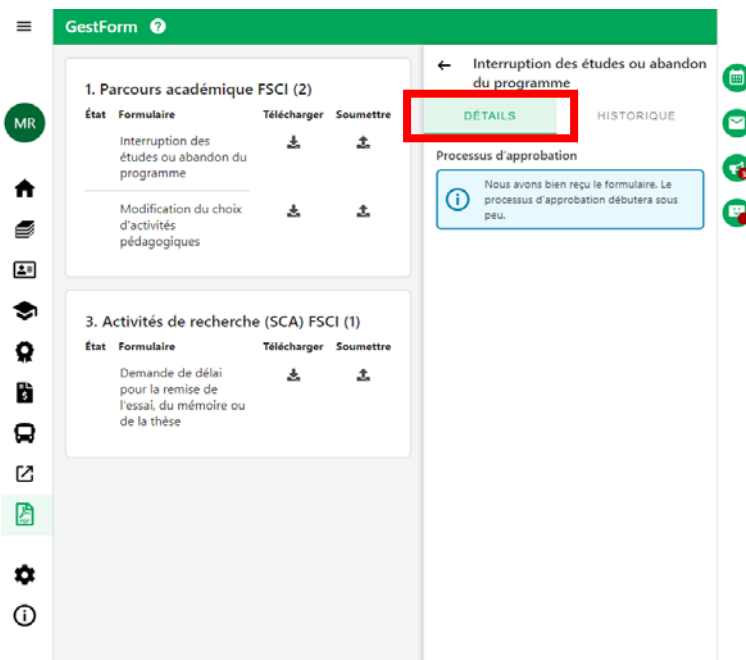 GestForm ?
MR
1. Parcours académique FSCI (2)
État Formulaire Télécharger Soumettre
Interruption des
études ou abandon du
programme
Modification du choix
d'activités
pédagogiques
3. Activités de recherche (SCA) FSCI (1)
État Formulaire Télécharger Soumettre
Demande de délai
pour la remise de
l'essai, du mémoire ou
de la thèse
Interruption des études ou abandon
du programme
DÉTAILS HISTORIQUE
Processus d'approbation
Nous avons bien reçu le formulaire. Le
processus d'approbation débutera sous
peu.
PDF